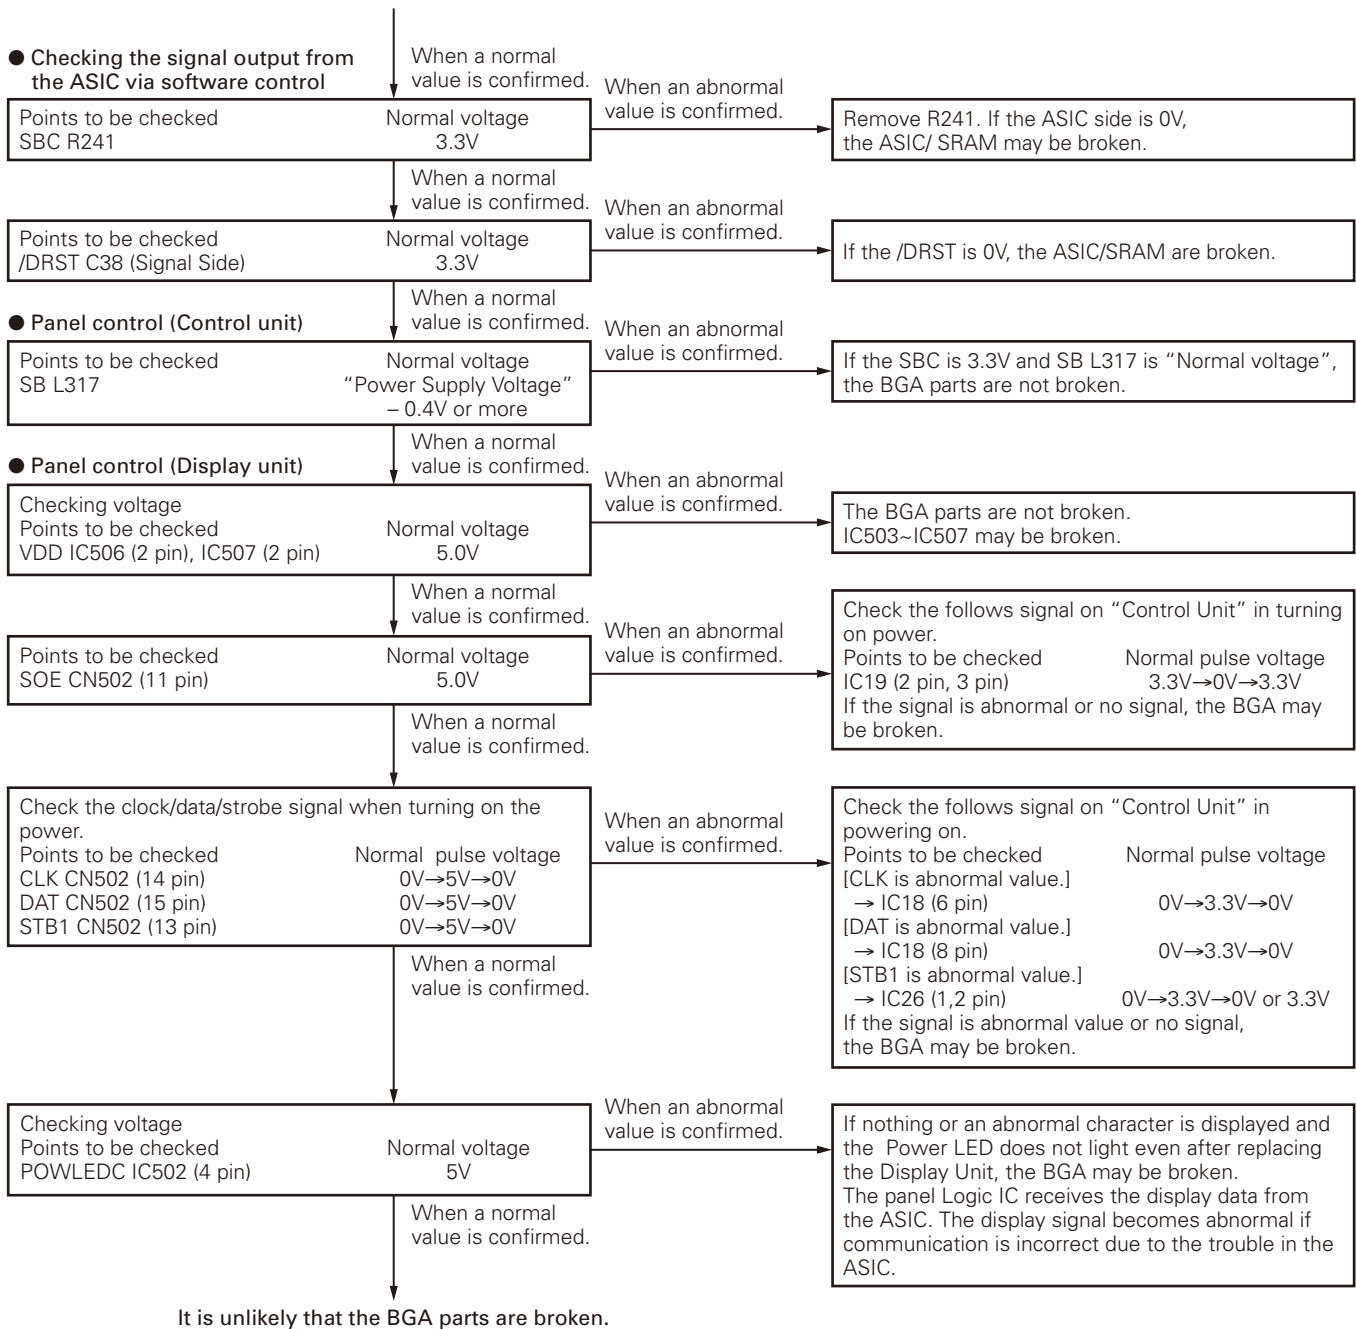 ● Checking the signal output from
the ASIC via software control
When a normal
value is confirmed.
Points to be checked Normal voltage
SBC R241 3.3V
When an abnormal
value is confirmed.
Remove R241. If the ASIC side is 0V,
the ASIC/ SRAM may be broken.
When a normal
value is confirmed.
Points to be checked Normal voltage
/DRST C38 (Signal Side) 3.3V
When an abnormal
value is confirmed.
If the /DRST is 0V, the ASIC/SRAM are broken.
When a normal
value is confirmed.
● Panel control (Control unit)
Points to be checked Normal voltage
SB L317 “Power Supply Voltage”
– 0.4V or more
When an abnormal
value is confirmed.
If the SBC is 3.3V and SB L317 is “Normal voltage”,
the BGA parts are not broken.
When a normal
value is confirmed.
● Panel control (Display unit)
Checking voltage
Points to be checked Normal voltage
VDD IC506 (2 pin), IC507 (2 pin) 5.0V
When an abnormal
value is confirmed.
The BGA parts are not broken.
IC503~IC507 may be broken.
When a normal
value is confirmed.
Points to be checked Normal voltage
SOE CN502 (11 pin) 5.0V
When an abnormal
value is confirmed.
Check the follows signal on “Control Unit” in turning
on power.
Points to be checked Normal pulse voltage
IC19 (2 pin, 3 pin) 3.3V→0V→3.3V
If the signal is abnormal or no signal, the BGA may
be broken.
When a normal
value is confirmed.
Check the clock/data/strobe signal when turning on the
power.
Points to be checked Normal pulse voltage
CLK CN502 (14 pin) 0V→5V→0V
DAT CN502 (15 pin) 0V→5V→0V
STB1 CN502 (13 pin) 0V→5V→0V
When an abnormal
value is confirmed.
Check the follows signal on “Control Unit” in
powering on.
Points to be checked Normal pulse voltage
[CLK is abnormal value.]
→ IC18 (6 pin) 0V→3.3V→0V
[DAT is abnormal value.]
→ IC18 (8 pin) 0V→3.3V→0V
[STB1 is abnormal value.]
→ IC26 (1,2 pin) 0V→3.3V→0V or 3.3V
If the signal is abnormal value or no signal,
the BGA may be broken.
When a normal
value is confirmed.
Checking voltage
Points to be checked Normal voltage
POWLEDC IC502 (4 pin) 5V
When an abnormal
value is confirmed.
If nothing or an abnormal character is displayed and
the Power LED does not light even after replacing
the Display Unit, the BGA may be broken.
The panel Logic IC receives the display data from
the ASIC. The display signal becomes abnormal if
communication is incorrect due to the trouble in the
ASIC.
When a normal
value is confirmed.
It is unlikely that the BGA parts are broken.